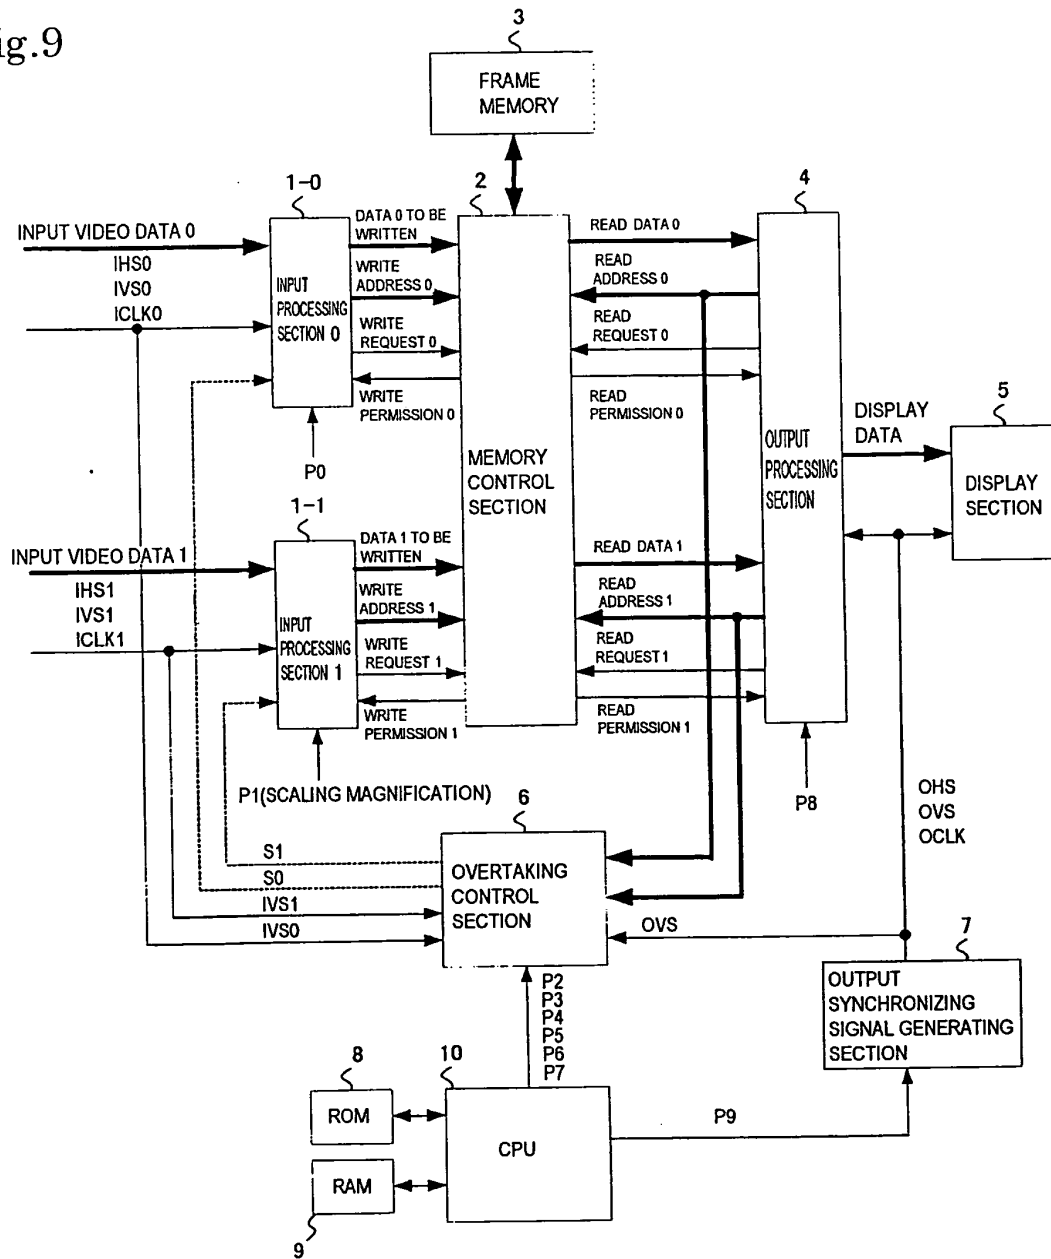 ig.9
3
FRAME
MEMORY
1-0
2
4
INPUT VIDEO DATA 0
IHS0
IVS0
ICLK0
INPUT
PROCESSING
SECTION 0
DATA 0 TO BE
WRITTEN
WRITE
ADDRESS 0
WRITE
REQUEST 0
WRITE
PERMISSION 0
READ DATA 0
READ
ADDRESS 0
READ
REQUEST 0
READ
PERMISSION 0
P0
MEMORY
CONTROL
SECTION
OUTPUT
PROCESSING
SECTION
DISPLAY
DATA
5
DISPLAY
SECTION
1-1
INPUT VIDEO DATA 1
IHS1
IVS1
ICLK1
INPUT
PROCESSING
SECTION 1
DATA 1 TO BE
WRITTEN
WRITE
ADDRESS 1
WRITE
REQUEST 1
WRITE
PERMISSION 1
READ DATA 1
READ
ADDRESS 1
READ
REQUEST 1
READ
PERMISSION 1
P1(SCALING MAGNIFICATION)
P8
OHS
OVS
OCLK
6
S1
S0
IVS1
IVS0
OVERTAKING
CONTROL
SECTION
OVS
7
OUTPUT
SYNCHRONIZING
SIGNAL GENERATING
SECTION
P2
P3
P4
P5
P6
P7
8
10
ROM
CPU
P9
RAM
9